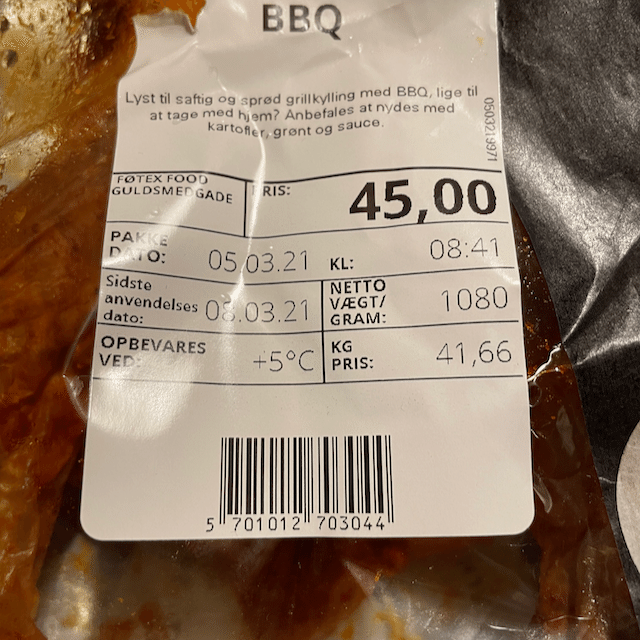 BBQ
Lyst til saftig og sprød grillkylling med BBQ, lige til
at tage med hjem? Anbefales at nydes med
kartofler, grønt og sauce.
0503219971
FØTEX FOOD
GULDSMEDGADE
PRIS:
45,00
PAKKE
DATO:
05.03.21
KL:
08:41
Sidste
anvendelses
dato:
08.03.21
NETTO
VÆGT/
GRAM:
1080
OPBEVARES
VED:
+5°C
KG
PRIS:
41,66
5 701012 703044